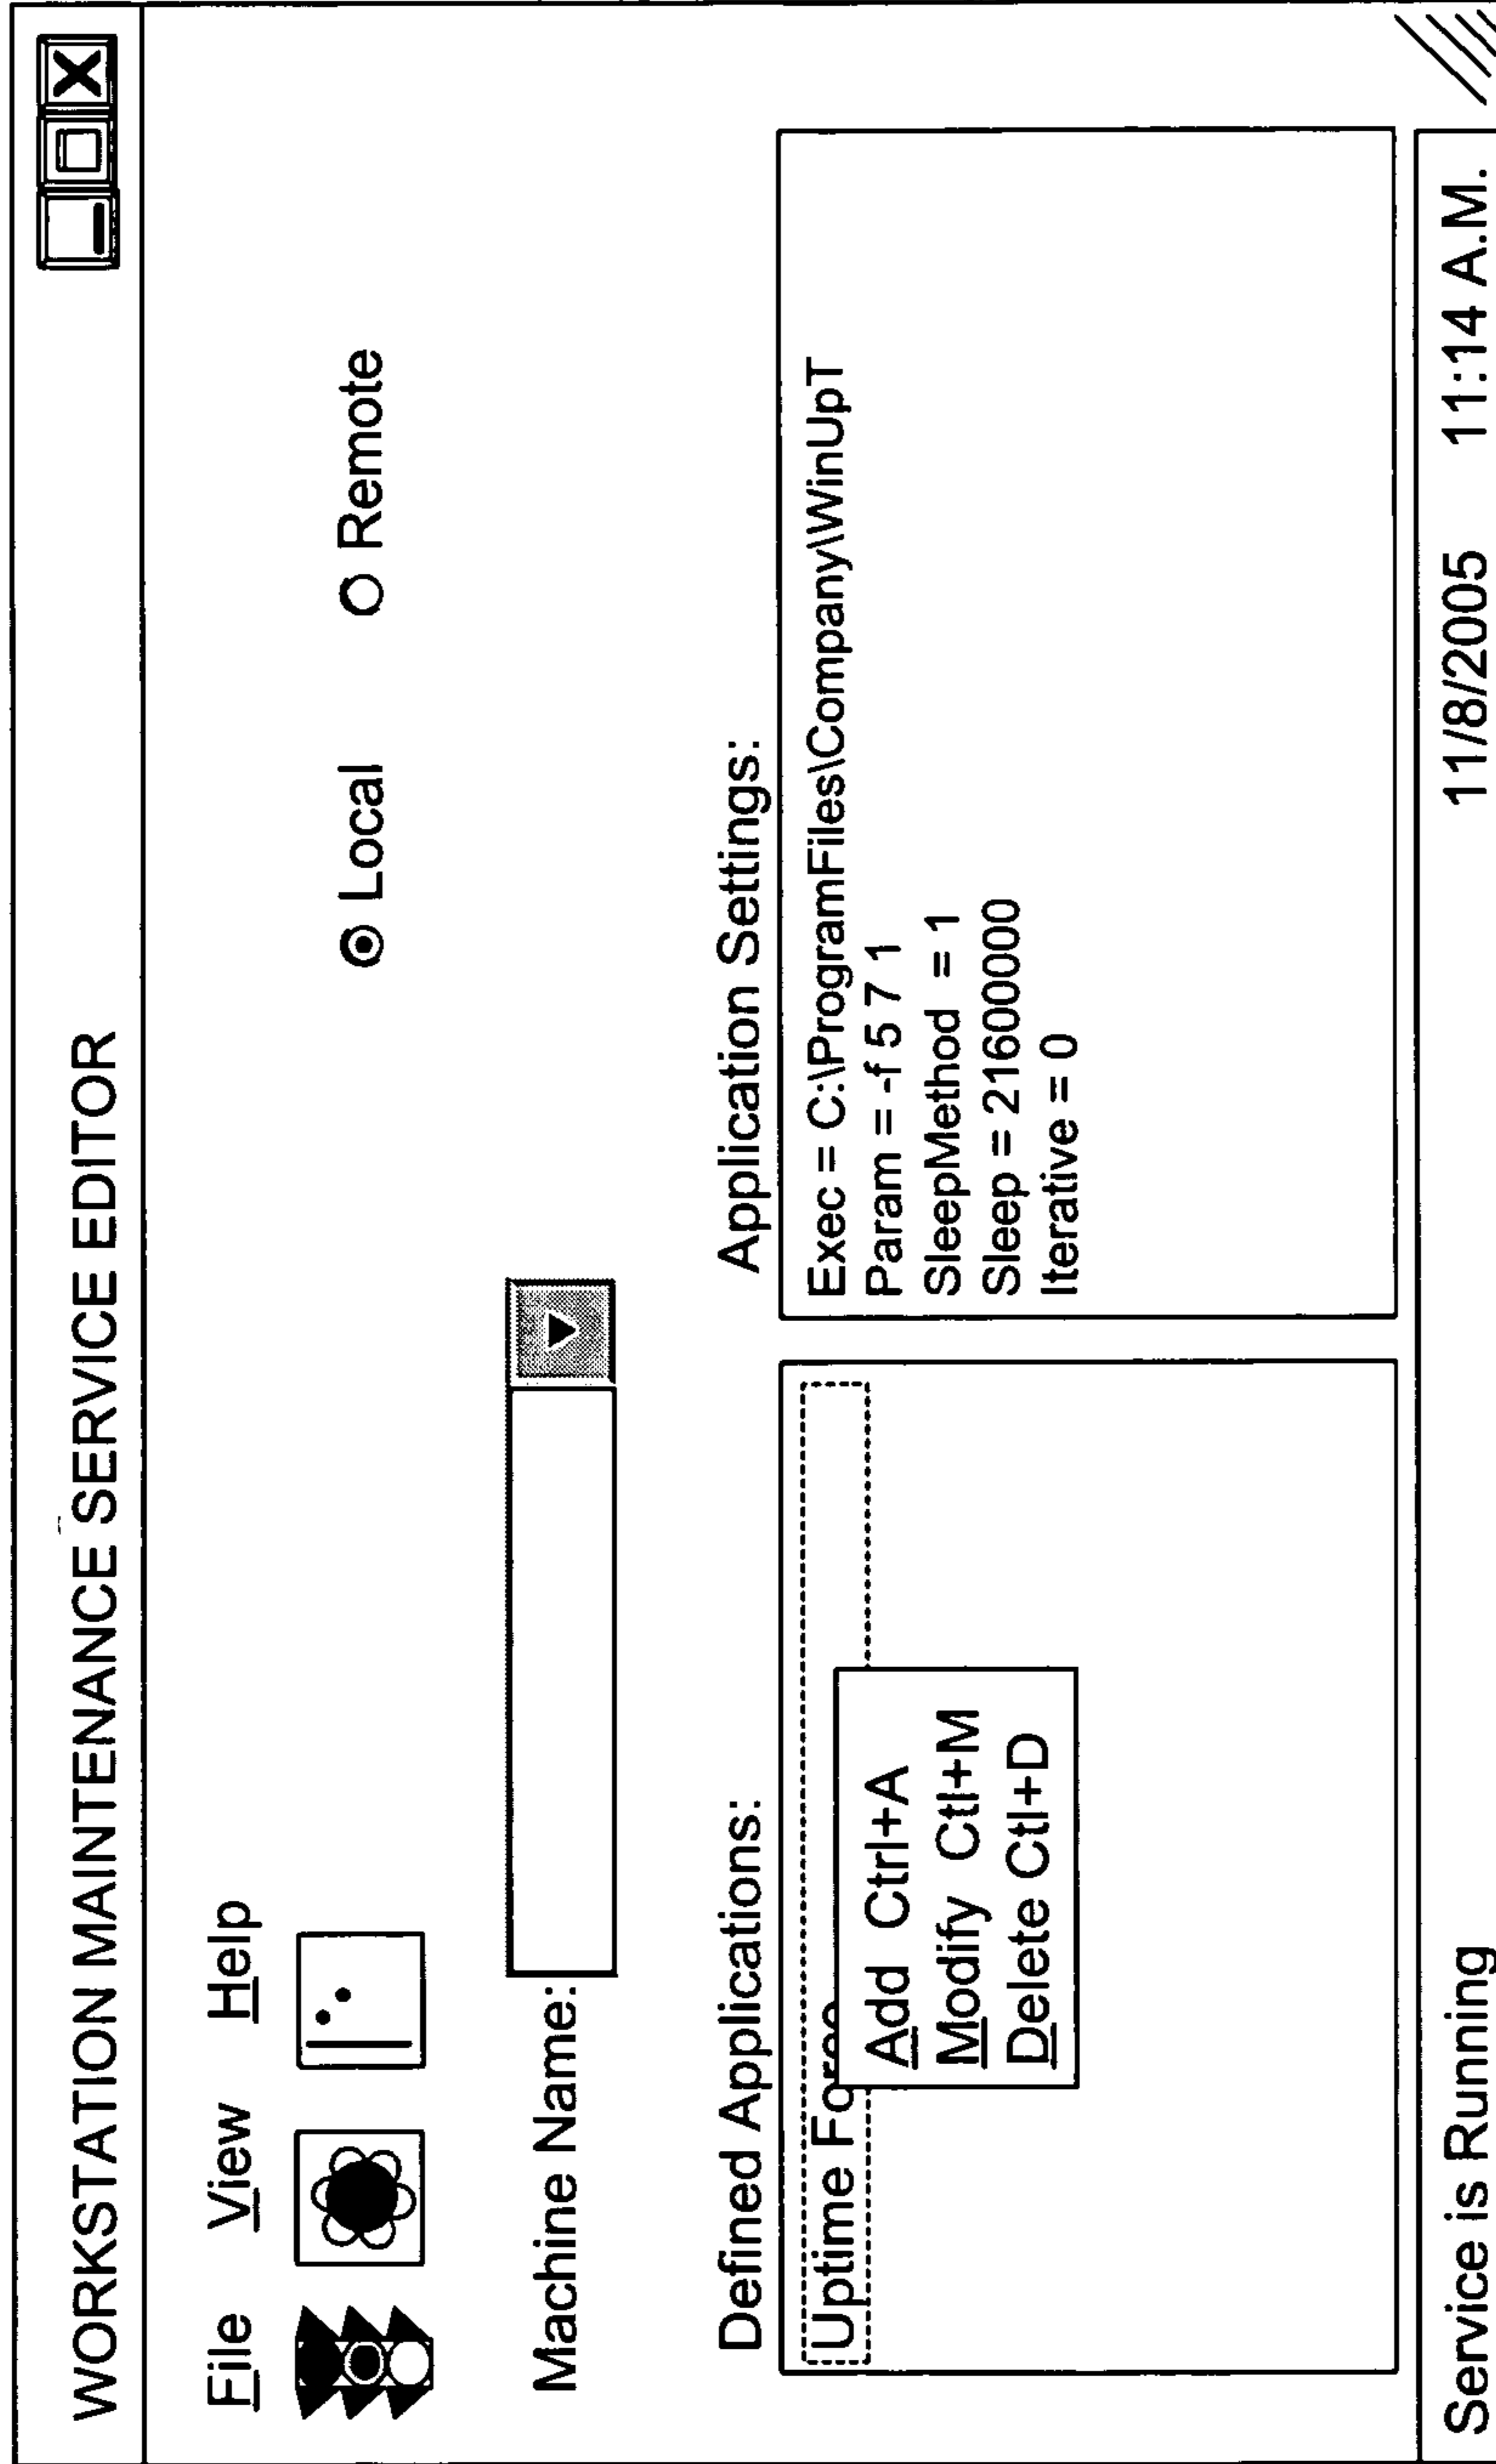 WORKSTATION MAINTENANCE SERVICE EDITOR
File View Help
Local Remote
Machine Name:
Defined Applications:
Uptime Force
Add Ctrl+A
Modify Ctl+M
Delete Ctl+D
Application Settings:
Exec = C:\ProgramFiles\Company\WinUpT
Param = -f 5 7 1
SleepMethod = 1
Sleep = 21600000
Iterative = 0
Service is Running 11/8/2005 11:14 A.M.